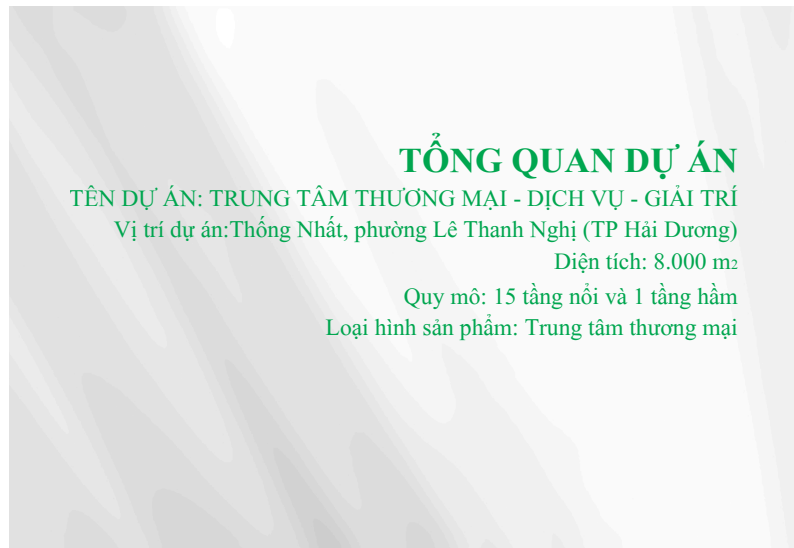 TỔNG QUAN DỰ ÁN
TÊN DỰ ÁN: TRUNG TÂM THƯƠNG MẠI - DỊCH VỤ - GIẢI TRÍ
Vị trí dự án:Thống Nhất, phường Lê Thanh Nghị (TP Hải Dương)
Diện tích: 8.000 m2
Quy mô: 15 tầng nổi và 1 tầng hầm
Loại hình sản phẩm: Trung tâm thương mại